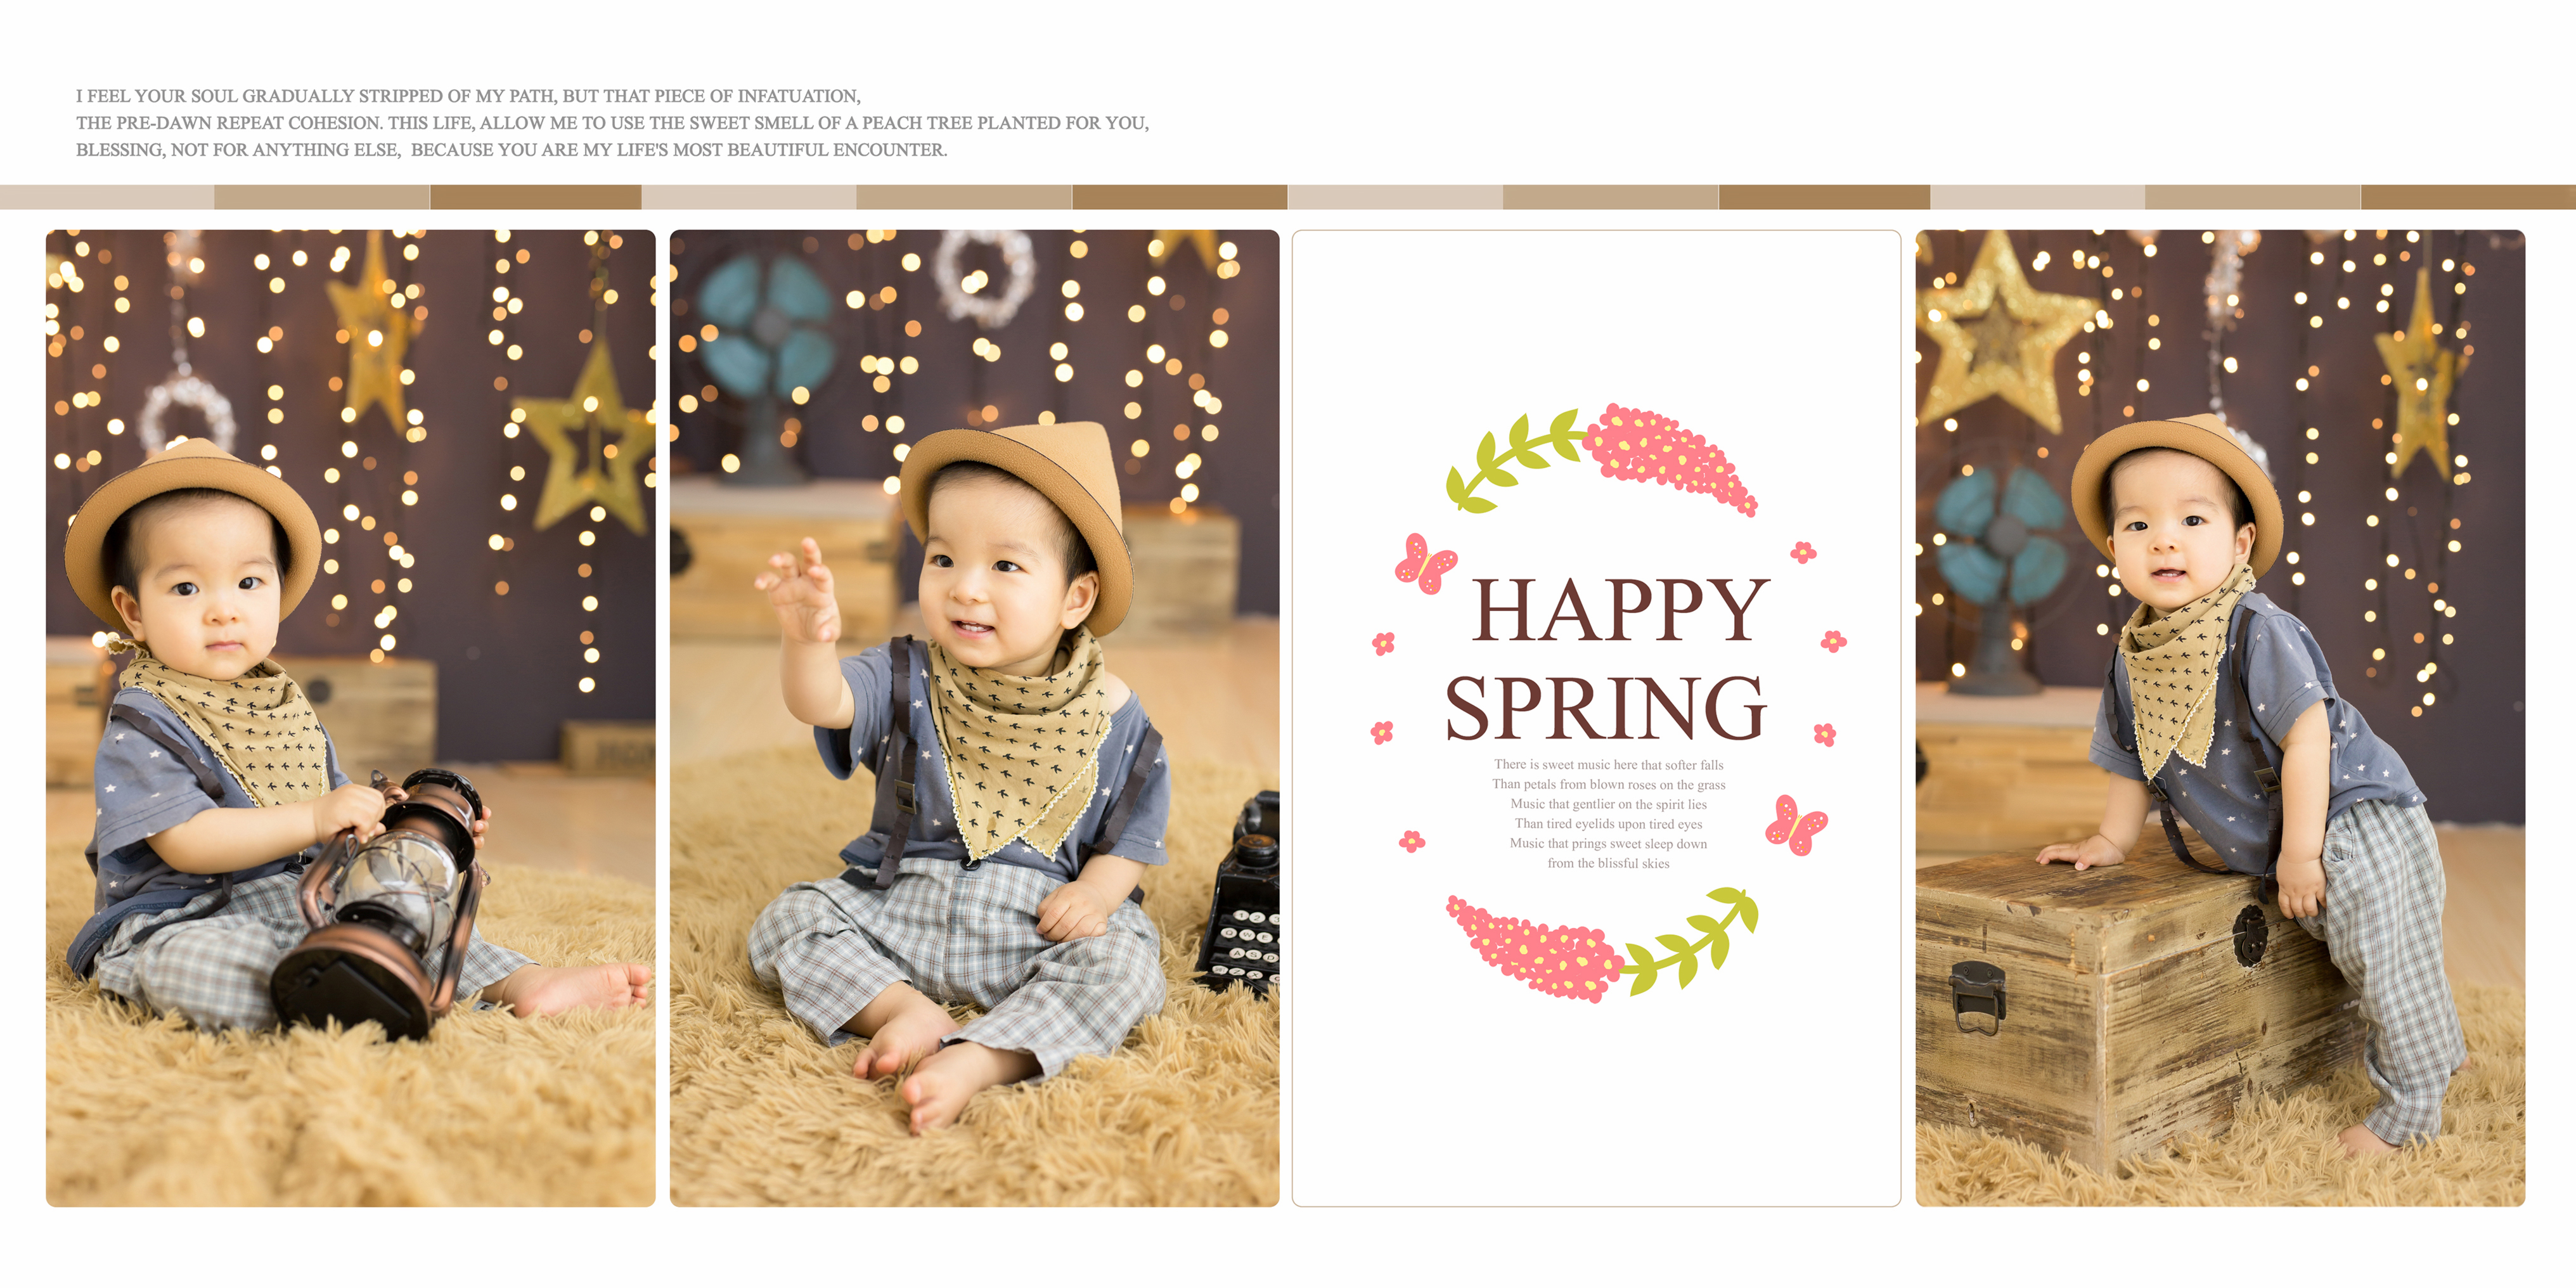 I FEEL YOUR SOUL GRADUALLY STRIPPED OF MY PATH, BUT THAT PIECE OF INFATUATION,
THE PRE-DAWN REPEAT COHESION. THIS LIFE, ALLOW ME TO USE THE SWEET SMELL OF A PEACH TREE PLANTED FOR YOU,
BLESSING, NOT FOR ANYTHING ELSE,  BECAUSE YOU ARE MY LIFE'S MOST BEAUTIFUL ENCOUNTER.
HAPPY
SPRING
There is sweet music here that softer falls
Than petals from blown roses on the grass
Music that gentlier on the spirit lies
Than tired eyelids upon tired eyes
Music that prings sweet sleep down
from the blissful skies